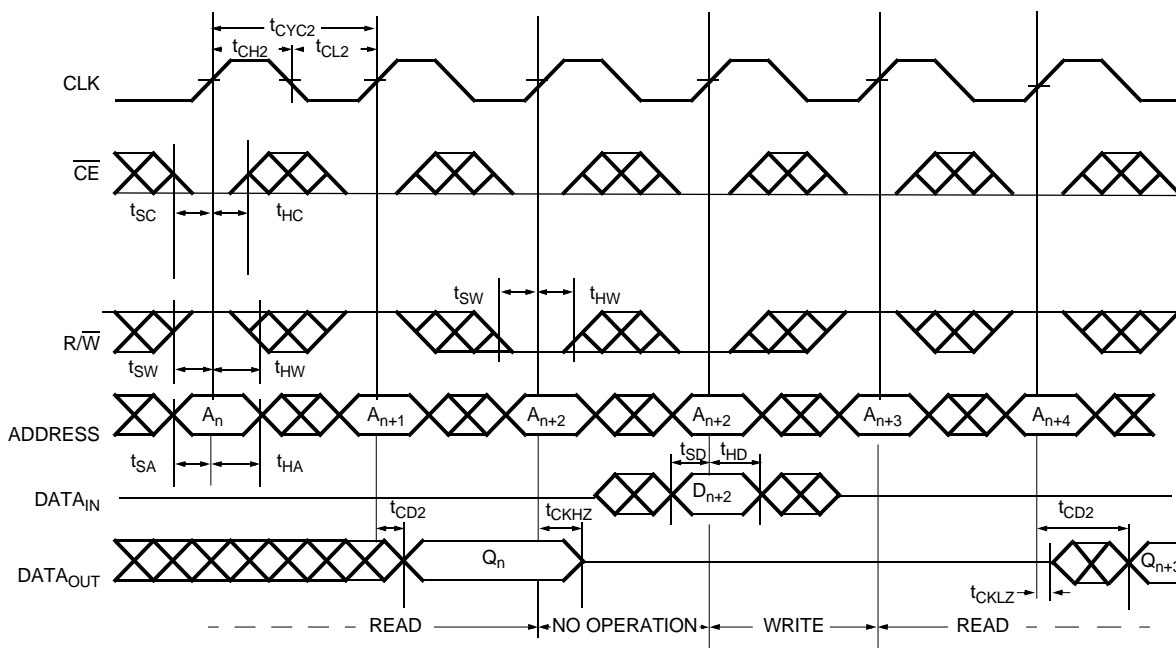 tCYC2
tCH2 tCL2
CLK
CE
tSC tHC
tSW tHW
R/W
tSW tHW
An An+1 An+2 An+2 An+3 An+4
ADDRESS
tSA tHA tSD tHD
DATAIN Dn+2
tCD2 tCKHZ tCD2
DATAOUT Qn Qn+3
tCKLZ
READ NO OPERATION WRITE READ